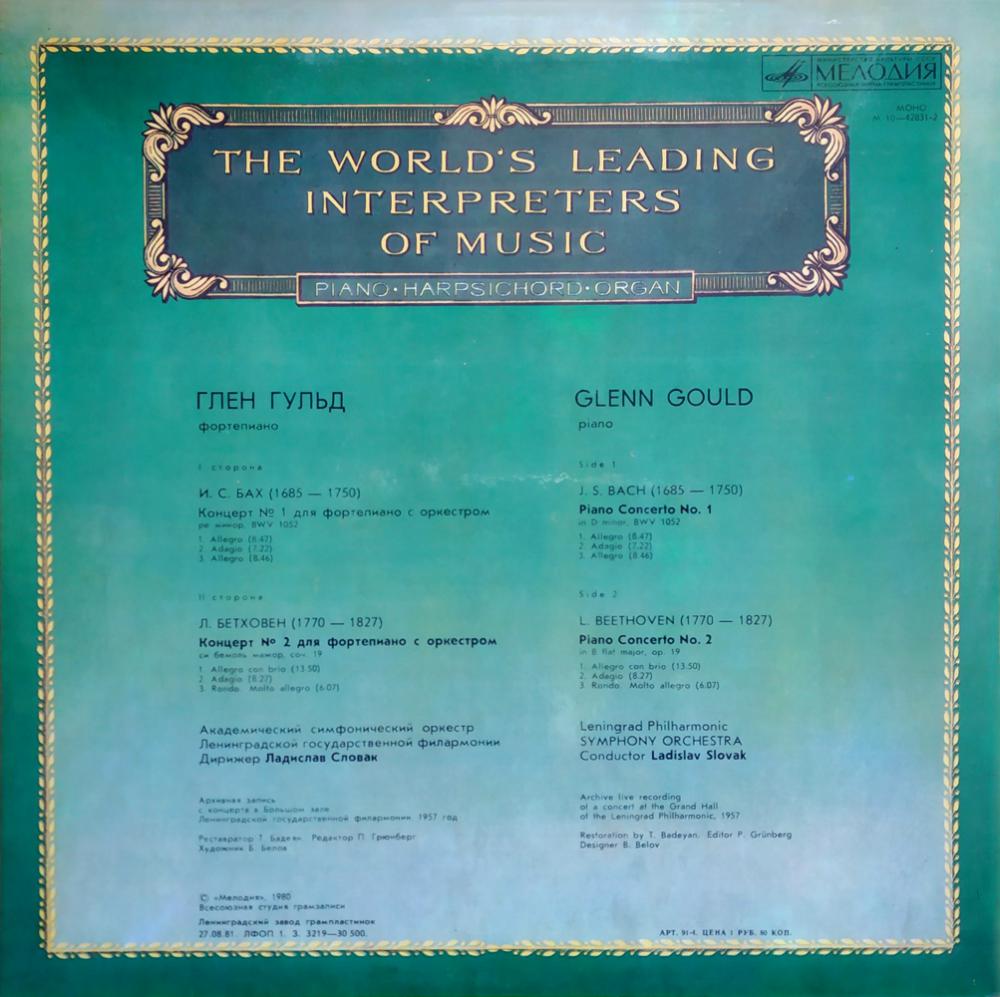 МИНИСТЕРСТВО КУЛЬТУРЫ СССР
МЕЛОДИЯ
ВСЕСОЮЗНАЯ ФИРМА ГРАМПЛАСТИНОК
МОНО
М 10—42831-2
THE WORLD'S LEADING
INTERPRETERS
OF MUSIC
PIANO·HARPSICHORD·ORGAN
ГЛЕН ГУЛЬД
фортепиано
I сторона
И. С. БАХ (1685 — 1750)
Концерт № 1 для фортепиано с оркестром
ре минор, BWV 1052
1. Allegro (8.47)
2. Adagio (7.22)
3. Allegro (8.46)
II сторона
Л. БЕТХОВЕН (1770 — 1827)
Концерт № 2 для фортепиано с оркестром
си бемоль мажор, соч. 19
1. Allegro con brio (13.50)
2. Adagio (8.27)
3. Rondo. Molto allegro (6.07)
Академический симфонический оркестр
Ленинградской государственной филармонии
Дирижер Ладислав Словак
Архивная запись
с концерта в Большом зале
Ленинградской государственной филармонии 1957 год
Реставратор Т. Бадеян. Редактор П. Грюнберг
Художник Б. Белов
© «Мелодия», 1980
Всесоюзная студия грамзаписи
Ленинградский завод грампластинок
27.08.81. ЛФОП 1. З. 3219—30 500.
GLENN GOULD
piano
Side 1
J. S. BACH (1685 — 1750)
Piano Concerto No. 1
in D minor, BWV 1052
1. Allegro (8.47)
2. Adagio (7.22)
3. Allegro (8.46)
Side 2
L. BEETHOVEN (1770 — 1827)
Piano Concerto No. 2
in B flat major, op. 19
1. Allegro con brio (13.50)
2. Adagio (8.27)
3. Rondo. Molto allegro (6.07)
Leningrad Philharmonic
SYMPHONY ORCHESTRA
Conductor Ladislav Slovak
Archive live recording
of a concert at the Grand Hall
of the Leningrad Philharmonic, 1957
Restoration by T. Badeyan. Editor P. Grünberg
Designer B. Belov
АРТ. 91-4. ЦЕНА 1 РУБ. 80 КОП.